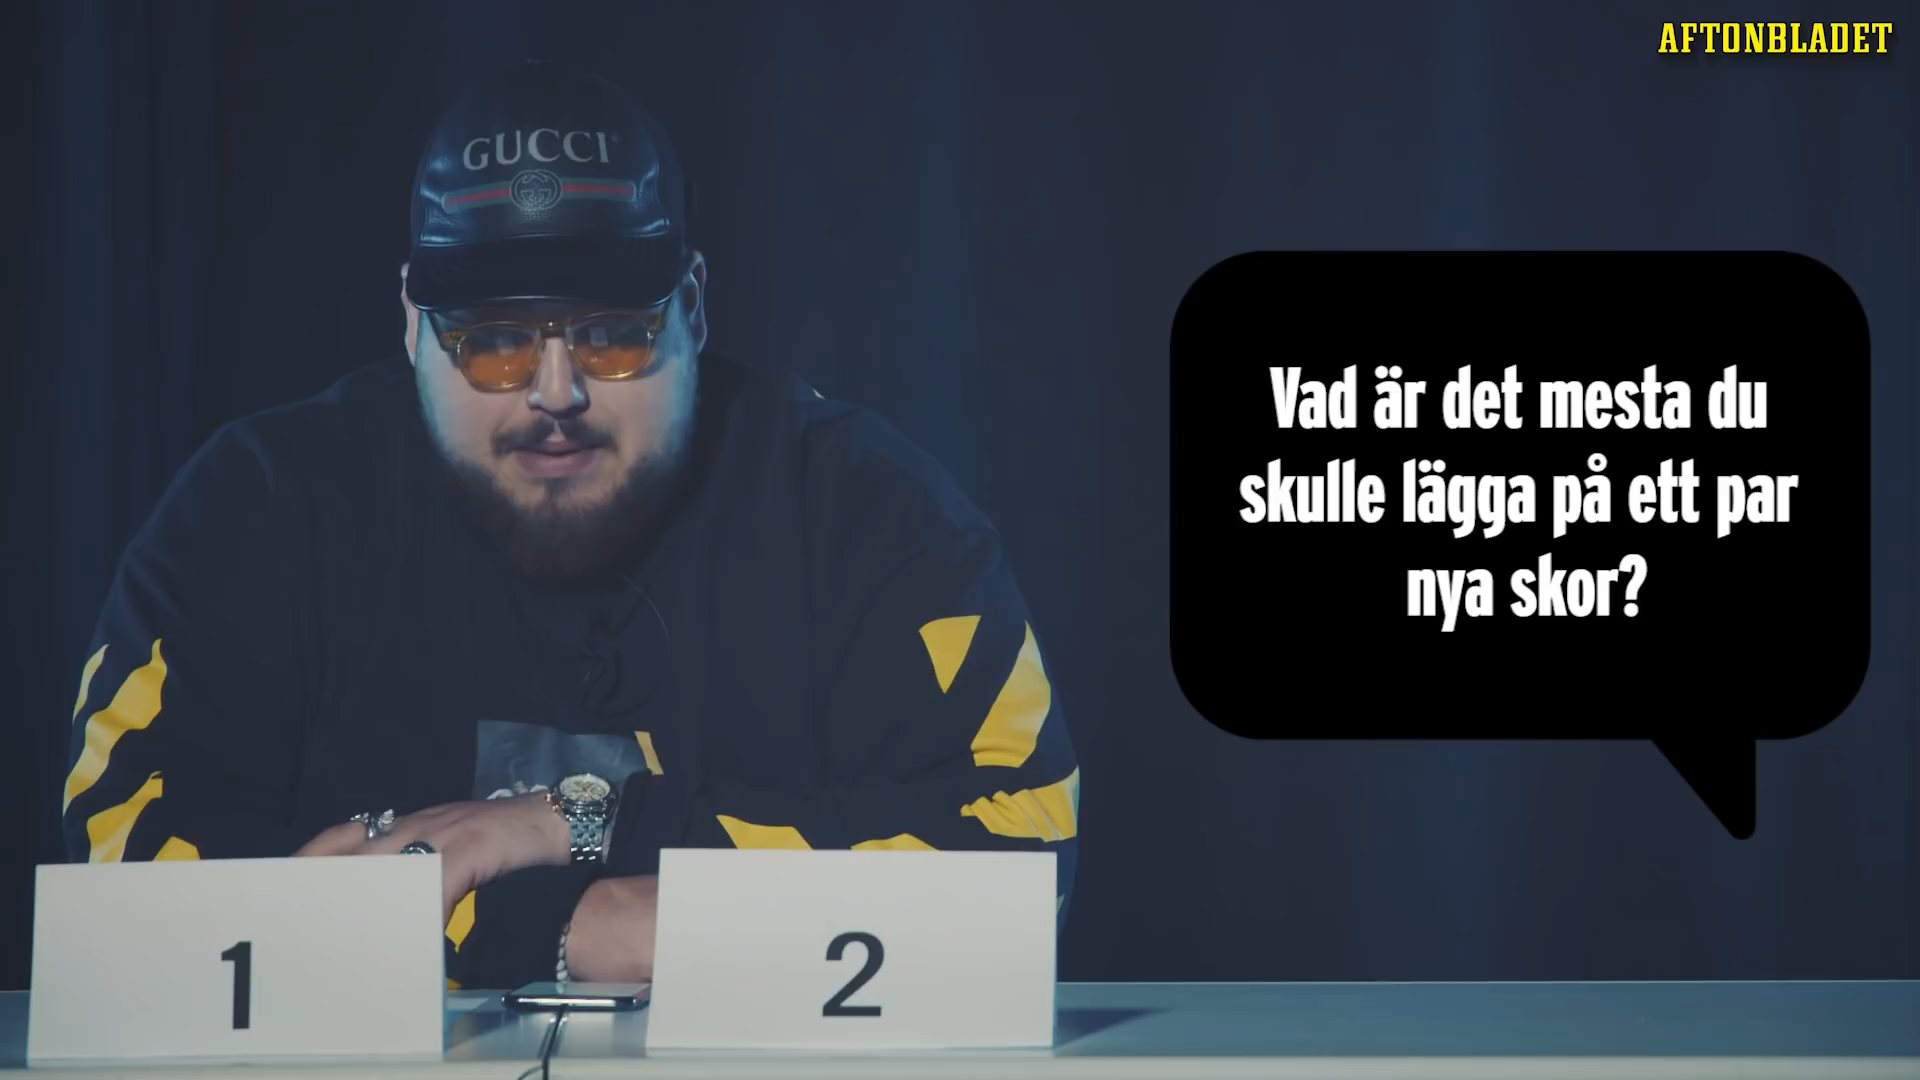 AFTONBLADET
GUCCI
Vad är det mesta du
skulle lägga på ett par
nya skor?
1
2